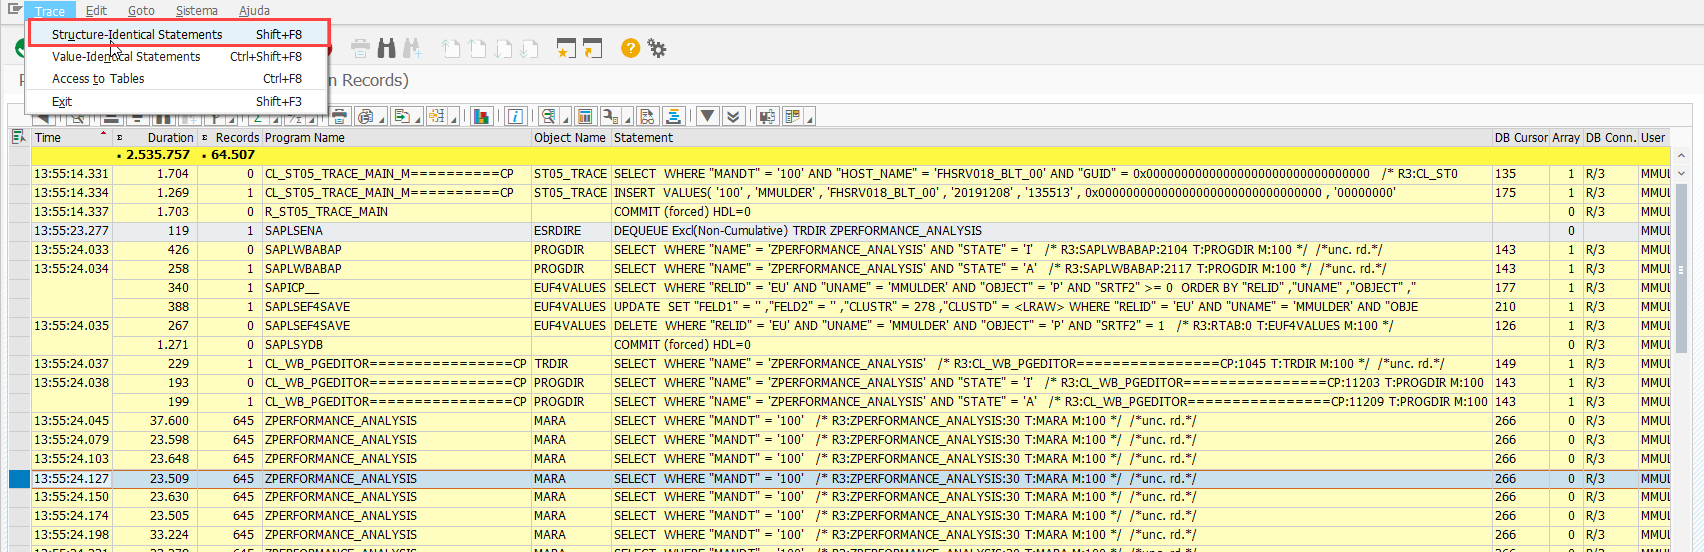 Trace Edit Goto Sistema Ajuda
Structure-Identical Statements Shift+F8
Value-Identical Statements Ctrl+Shift+F8
Access to Tables Ctrl+F8
Exit Shift+F3
n Records)
Time Duration Records Program Name Object Name Statement DB Cursor Array DB Conn. User
2.535.757 64.507
13:55:14.331 1.704 0 CL_ST05_TRACE_MAIN_M==========CP ST05_TRACE SELECT WHERE "MANDT" = '100' AND "HOST_NAME" = 'FHSRV018_BLT_00' AND "GUID" = 0x00000000000000000000000000000000 /* R3:CL_ST0 135 1 R/3 MMUL
13:55:14.334 1.269 1 CL_ST05_TRACE_MAIN_M==========CP ST05_TRACE INSERT VALUES( '100' , 'MMULDER' , 'FHSRV018_BLT_00' , '20191208' , '135513' , 0x00000000000000000000000000000000 , '00000000' 175 1 R/3 MMUL
13:55:14.337 1.703 0 R_ST05_TRACE_MAIN COMMIT (forced) HDL=0 0 R/3 MMUL
13:55:23.277 119 1 SAPLSENA ESRDIRE DEQUEUE Excl(Non-Cumulative) TRDIR ZPERFORMANCE_ANALYSIS 0 MMUL
13:55:24.033 426 0 SAPLWBABAP PROGDIR SELECT WHERE "NAME" = 'ZPERFORMANCE_ANALYSIS' AND "STATE" = 'I' /* R3:SAPLWBABAP:2104 T:PROGDIR M:100 */ /*unc. rd.*/ 143 1 R/3 MMUL
13:55:24.034 258 1 SAPLWBABAP PROGDIR SELECT WHERE "NAME" = 'ZPERFORMANCE_ANALYSIS' AND "STATE" = 'A' /* R3:SAPLWBABAP:2117 T:PROGDIR M:100 */ /*unc. rd.*/ 143 1 R/3 MMUL
340 1 SAPICP__ EUF4VALUES SELECT WHERE "RELID" = 'EU' AND "UNAME" = 'MMULDER' AND "OBJECT" = 'P' AND "SRTF2" >= 0 ORDER BY "RELID" ,"UNAME" ,"OBJECT" ," 177 1 R/3 MMUL
388 1 SAPLSEF4SAVE EUF4VALUES UPDATE SET "FELD1" = '' ,"FELD2" = '' ,"CLUSTR" = 278 ,"CLUSTD" = <LRAW> WHERE "RELID" = 'EU' AND "UNAME" = 'MMULDER' AND "OBJE 210 1 R/3 MMUL
13:55:24.035 267 0 SAPLSEF4SAVE EUF4VALUES DELETE WHERE "RELID" = 'EU' AND "UNAME" = 'MMULDER' AND "OBJECT" = 'P' AND "SRTF2" = 1 /* R3:RTAB:0 T:EUF4VALUES M:100 */ 126 1 R/3 MMUL
1.271 0 SAPLSYDB COMMIT (forced) HDL=0 0 R/3 MMUL
13:55:24.037 229 1 CL_WB_PGEDITOR================CP TRDIR SELECT WHERE "NAME" = 'ZPERFORMANCE_ANALYSIS' /* R3:CL_WB_PGEDITOR================CP:1045 T:TRDIR M:100 */ /*unc. rd.*/ 149 1 R/3 MMUL
13:55:24.038 193 0 CL_WB_PGEDITOR================CP PROGDIR SELECT WHERE "NAME" = 'ZPERFORMANCE_ANALYSIS' AND "STATE" = 'I' /* R3:CL_WB_PGEDITOR================CP:11203 T:PROGDIR M:100 143 1 R/3 MMUL
199 1 CL_WB_PGEDITOR================CP PROGDIR SELECT WHERE "NAME" = 'ZPERFORMANCE_ANALYSIS' AND "STATE" = 'A' /* R3:CL_WB_PGEDITOR================CP:11209 T:PROGDIR M:100 143 1 R/3 MMUL
13:55:24.045 37.600 645 ZPERFORMANCE_ANALYSIS MARA SELECT WHERE "MANDT" = '100' /* R3:ZPERFORMANCE_ANALYSIS:30 T:MARA M:100 */ /*unc. rd.*/ 266 0 R/3 MMUL
13:55:24.079 23.598 645 ZPERFORMANCE_ANALYSIS MARA SELECT WHERE "MANDT" = '100' /* R3:ZPERFORMANCE_ANALYSIS:30 T:MARA M:100 */ /*unc. rd.*/ 266 0 R/3 MMUL
13:55:24.103 23.648 645 ZPERFORMANCE_ANALYSIS MARA SELECT WHERE "MANDT" = '100' /* R3:ZPERFORMANCE_ANALYSIS:30 T:MARA M:100 */ /*unc. rd.*/ 266 0 R/3 MMUL
13:55:24.127 23.509 645 ZPERFORMANCE_ANALYSIS MARA SELECT WHERE "MANDT" = '100' /* R3:ZPERFORMANCE_ANALYSIS:30 T:MARA M:100 */ /*unc. rd.*/ 266 0 R/3 MMUL
13:55:24.150 23.630 645 ZPERFORMANCE_ANALYSIS MARA SELECT WHERE "MANDT" = '100' /* R3:ZPERFORMANCE_ANALYSIS:30 T:MARA M:100 */ /*unc. rd.*/ 266 0 R/3 MMUL
13:55:24.174 23.505 645 ZPERFORMANCE_ANALYSIS MARA SELECT WHERE "MANDT" = '100' /* R3:ZPERFORMANCE_ANALYSIS:30 T:MARA M:100 */ /*unc. rd.*/ 266 0 R/3 MMUL
13:55:24.198 33.224 645 ZPERFORMANCE_ANALYSIS MARA SELECT WHERE "MANDT" = '100' /* R3:ZPERFORMANCE_ANALYSIS:30 T:MARA M:100 */ /*unc. rd.*/ 266 0 R/3 MMUL